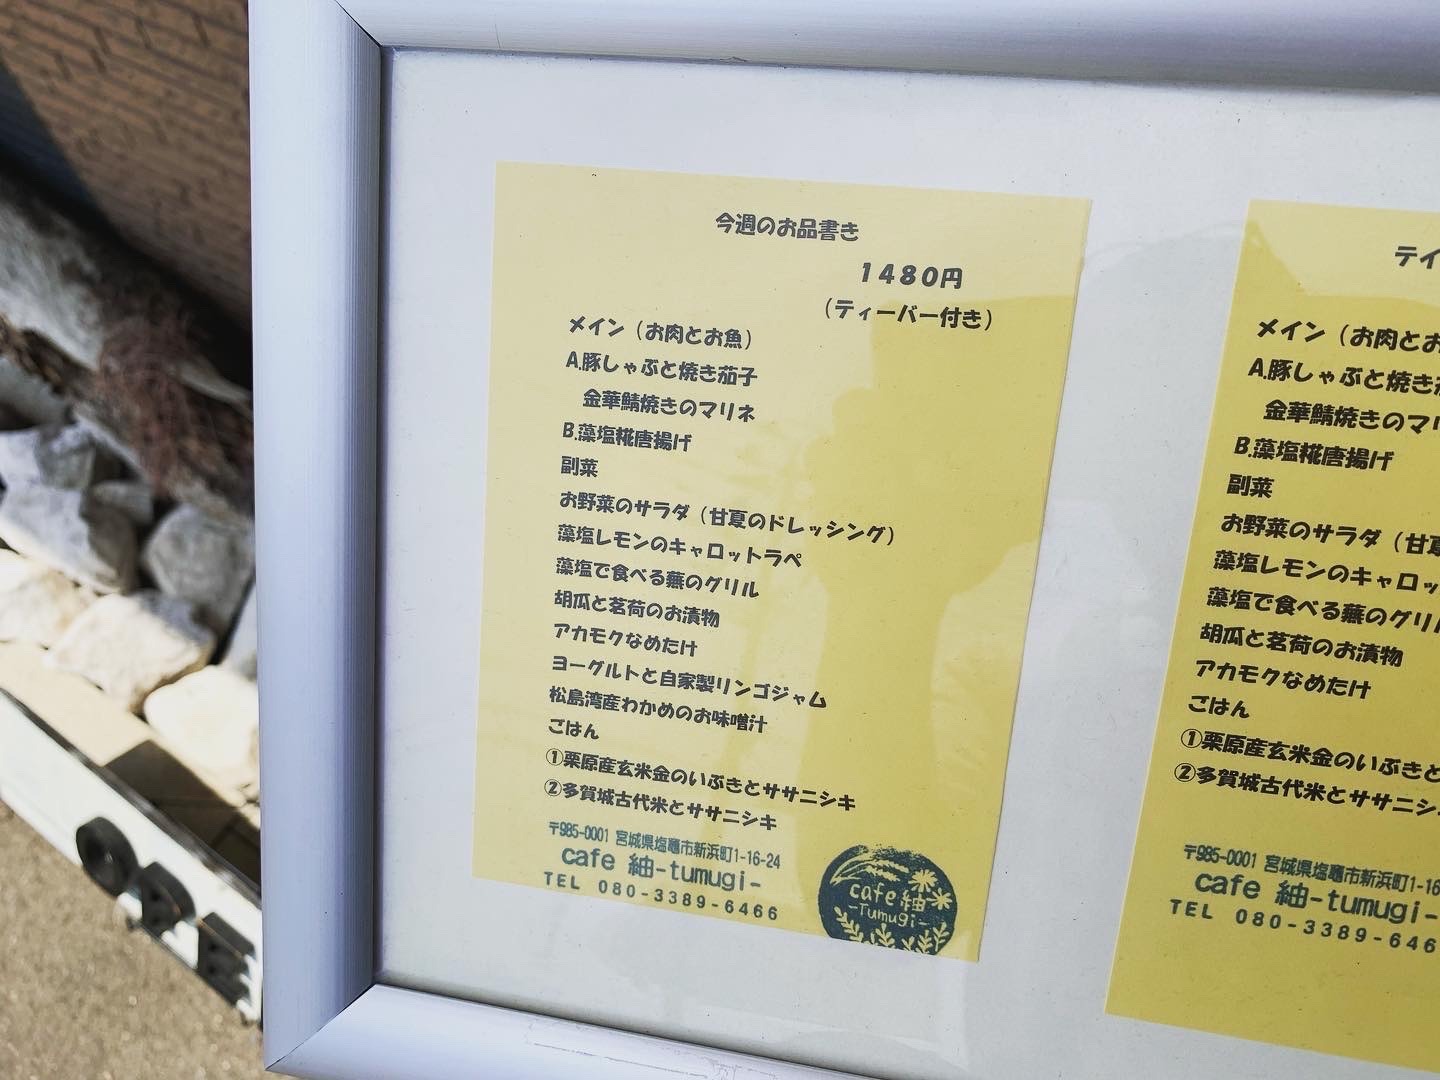 今週のお品書き
1480円
(ティーバー付き)
メイン(お肉とお魚)
A.豚しゃぶと焼き茄子
金華鯖焼きのマリネ
B.藻塩糀唐揚げ
副菜
お野菜のサラダ(甘夏のドレッシング)
藻塩レモンのキャロットラペ
藻塩で食べる蕪のグリル
胡瓜と茗荷のお漬物
アカモクなめたけ
ヨーグルトと自家製リンゴジャム
松島湾産わかめのお味噌汁
ごはん
①栗原産玄米金のいぶきとササニシキ
②多賀城古代米とササニシキ
〒985-0001 宮城県塩竈市新浜町1-16-24
cafe 紬-tumugi-
TEL 080-3389-6466
cafe 紬
-Tumugi-
テイ
メイン(お肉とお
A.豚しゃぶと焼き
金華鯖焼きのマ
B.藻塩糀唐揚げ
副菜
お野菜のサラダ(甘
藻塩レモンのキャロッ
藻塩で食べる蕪のグリ
胡瓜と茗荷のお漬物
アカモクなめたけ
ごはん
①栗原産玄米金のいぶきと
②多賀城古代米とササニシ
〒985-0001 宮城県塩竈市新浜町1-16
cafe 紬-tumugi-
TEL 080-3389-646